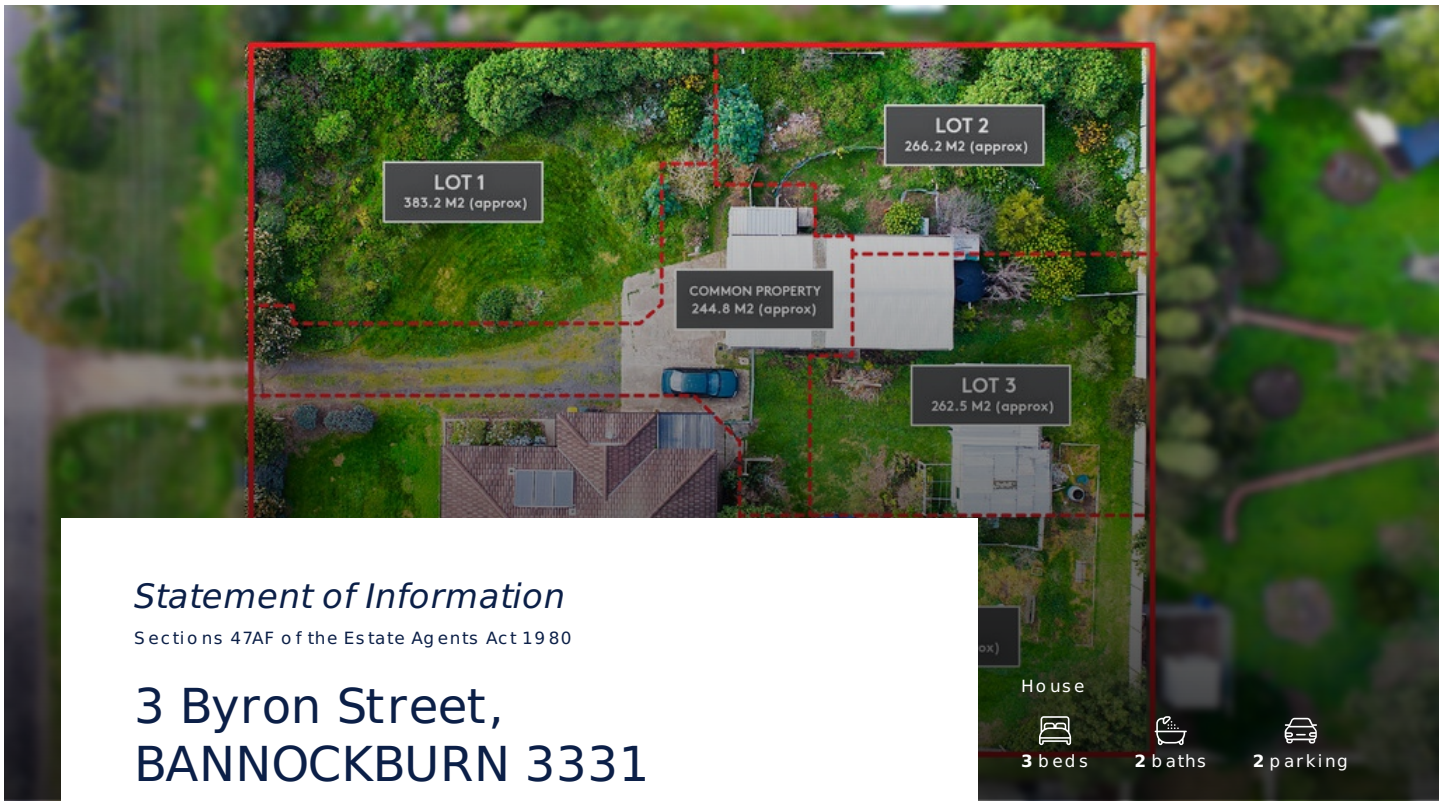 LOT 2
266.2 M2 (approx)
LOT 1
383.2 M2 (approx)
COMMON PROPERTY
244.8 M2 (approx)
LOT 3
262.5 M2 (approx)
ox)
Statement of Information
Sections 47AF of the Estate Agents Act 1980
3 Byron Street,
BANNOCKBURN 3331
House
3 beds 2 baths 2 parking